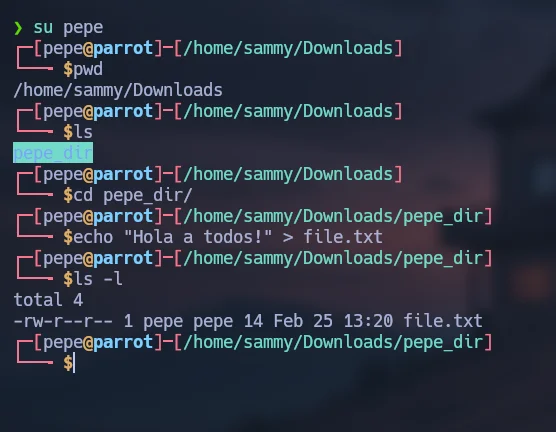 ❯ su pepe
┌─[pepe@parrot]─[/home/sammy/Downloads]
└──╼ $pwd
/home/sammy/Downloads
┌─[pepe@parrot]─[/home/sammy/Downloads]
└──╼ $ls
pepe_dir
┌─[pepe@parrot]─[/home/sammy/Downloads]
└──╼ $cd pepe_dir/
┌─[pepe@parrot]─[/home/sammy/Downloads/pepe_dir]
└──╼ $echo "Hola a todos!" > file.txt
┌─[pepe@parrot]─[/home/sammy/Downloads/pepe_dir]
└──╼ $ls -l
total 4
-rw-r--r-- 1 pepe pepe 14 Feb 25 13:20 file.txt
┌─[pepe@parrot]─[/home/sammy/Downloads/pepe_dir]
└──╼ $